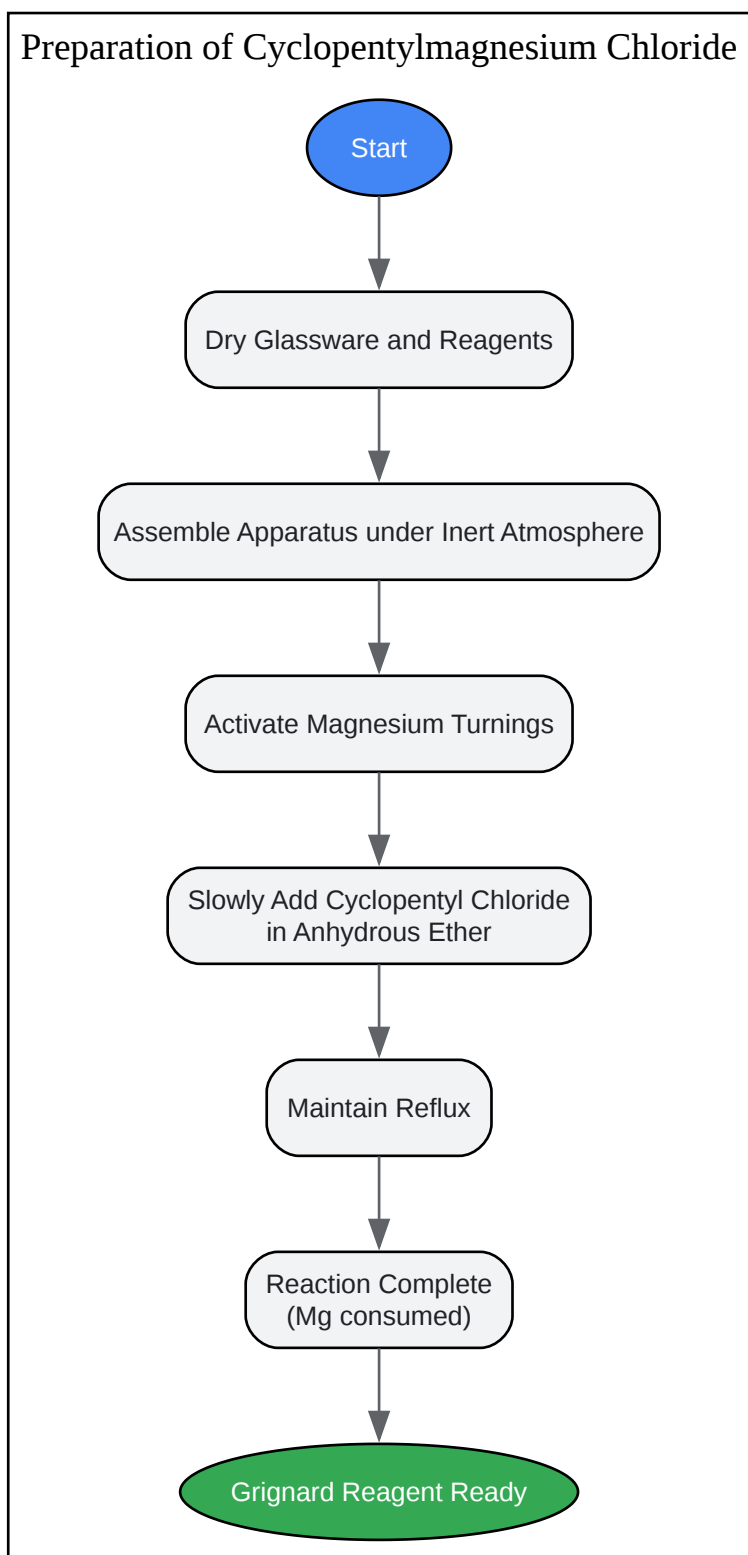 Preparation of Cyclopentylmagnesium Chloride
Start
Dry Glassware and Reagents
Assemble Apparatus under Inert Atmosphere
Activate Magnesium Turnings
Slowly Add Cyclopentyl Chloride
in Anhydrous Ether
Maintain Reflux
Reaction Complete
(Mg consumed)
Grignard Reagent Ready